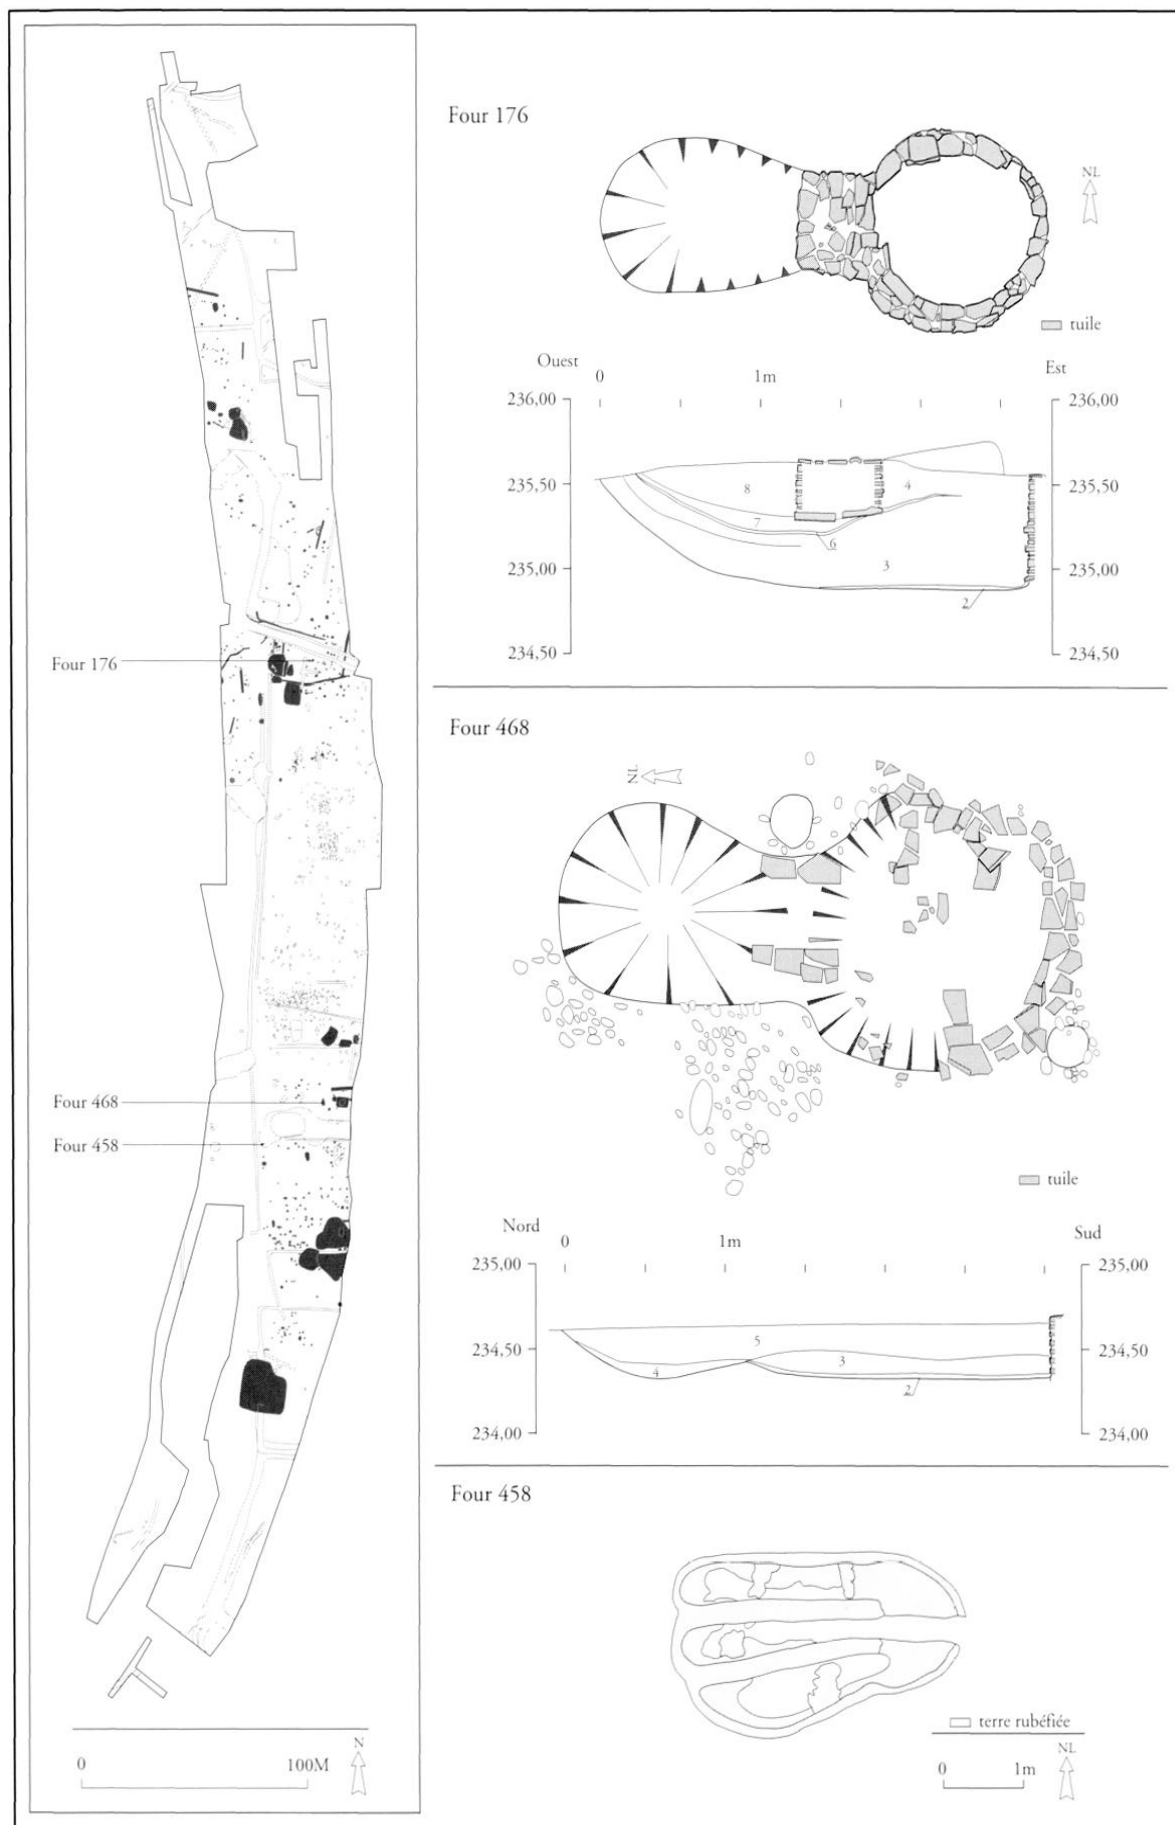 Four 176
Four 468
Four 458
0 100M
N
Four 176
NL
tuile
Ouest 0 1m Est
236,00 236,00
235,50 235,50
8 4
7
6
235,00 3 235,00
2
234,50 234,50
Four 468
NL
tuile
Nord 0 1m Sud
235,00 235,00
5
234,50 3 234,50
4
2
234,00 234,00
Four 458
terre rubéfiée
NL
0 1m